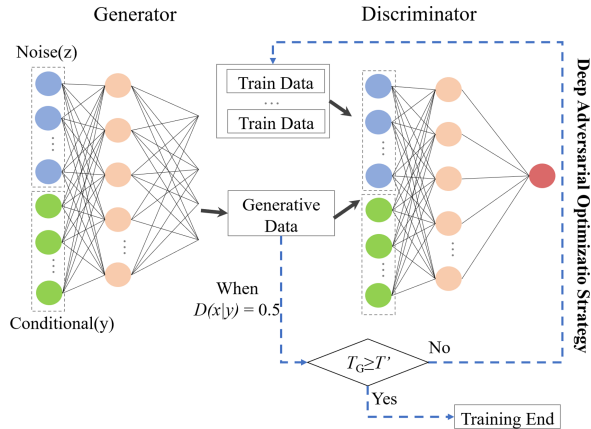 Generator
Discriminator
Noise(z)
Conditional(y)
Train Data
...
Train Data
Generative
Data
When
D(x|y) = 0.5
T_G≥T’
No
Yes
Training End
Deep Adversarial Optimizatio Strategy